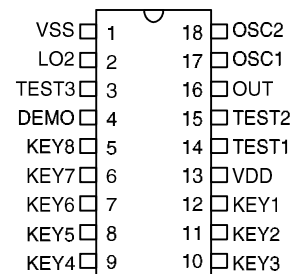 VSS 1 18 OSC2
LO2 2 17 OSC1
TEST3 3 16 OUT
DEMO 4 15 TEST2
KEY8 5 14 TEST1
KEY7 6 13 VDD
KEY6 7 12 KEY1
KEY5 8 11 KEY2
KEY4 9 10 KEY3